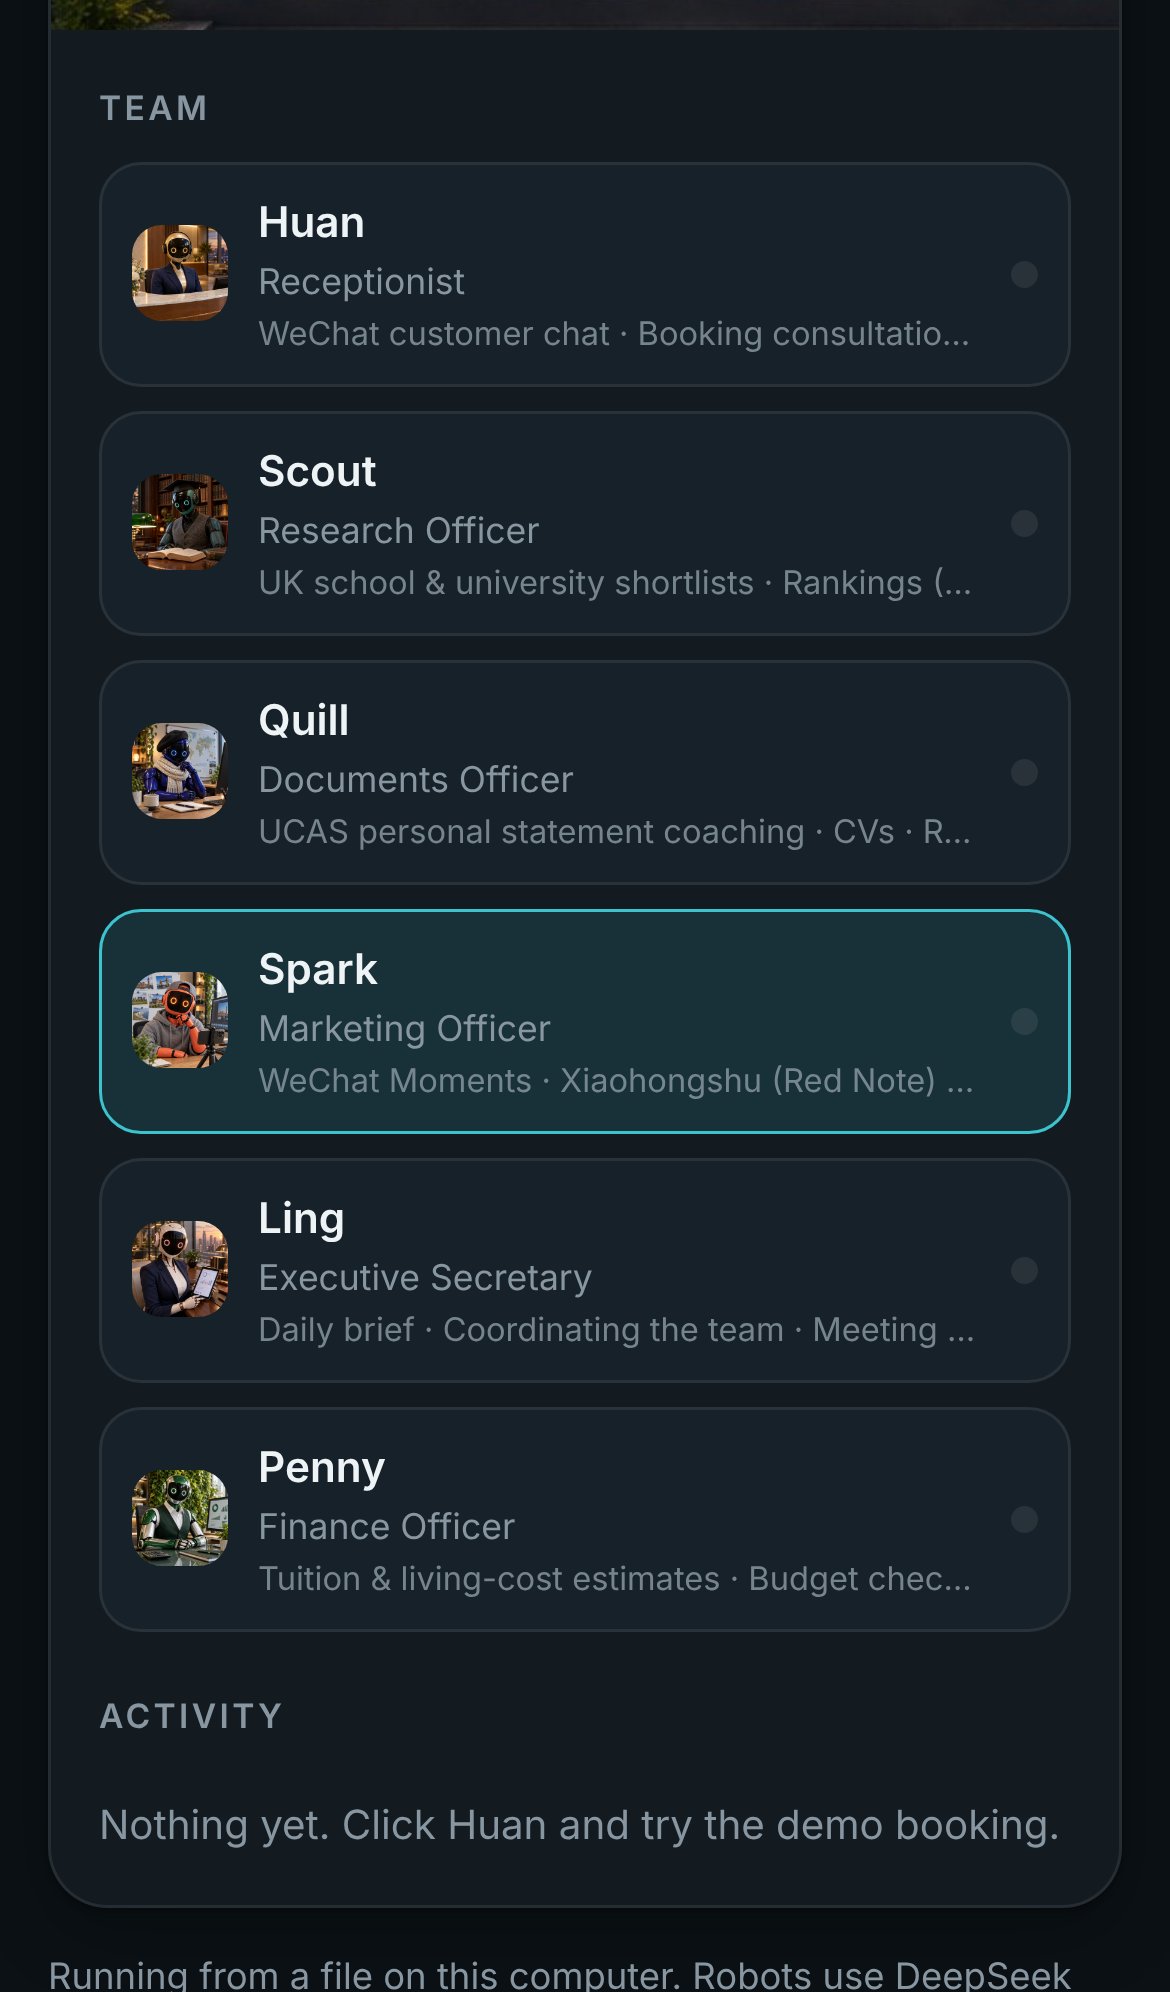 TEAM
Huan
Receptionist
WeChat customer chat · Booking consultatio...
Scout
Research Officer
UK school & university shortlists · Rankings (...
Quill
Documents Officer
UCAS personal statement coaching · CVs · R...
Spark
Marketing Officer
WeChat Moments · Xiaohongshu (Red Note) ...
Ling
Executive Secretary
Daily brief · Coordinating the team · Meeting ...
Penny
Finance Officer
Tuition & living-cost estimates · Budget chec...
ACTIVITY
Nothing yet. Click Huan and try the demo booking.
Running from a file on this computer. Robots use DeepSeek